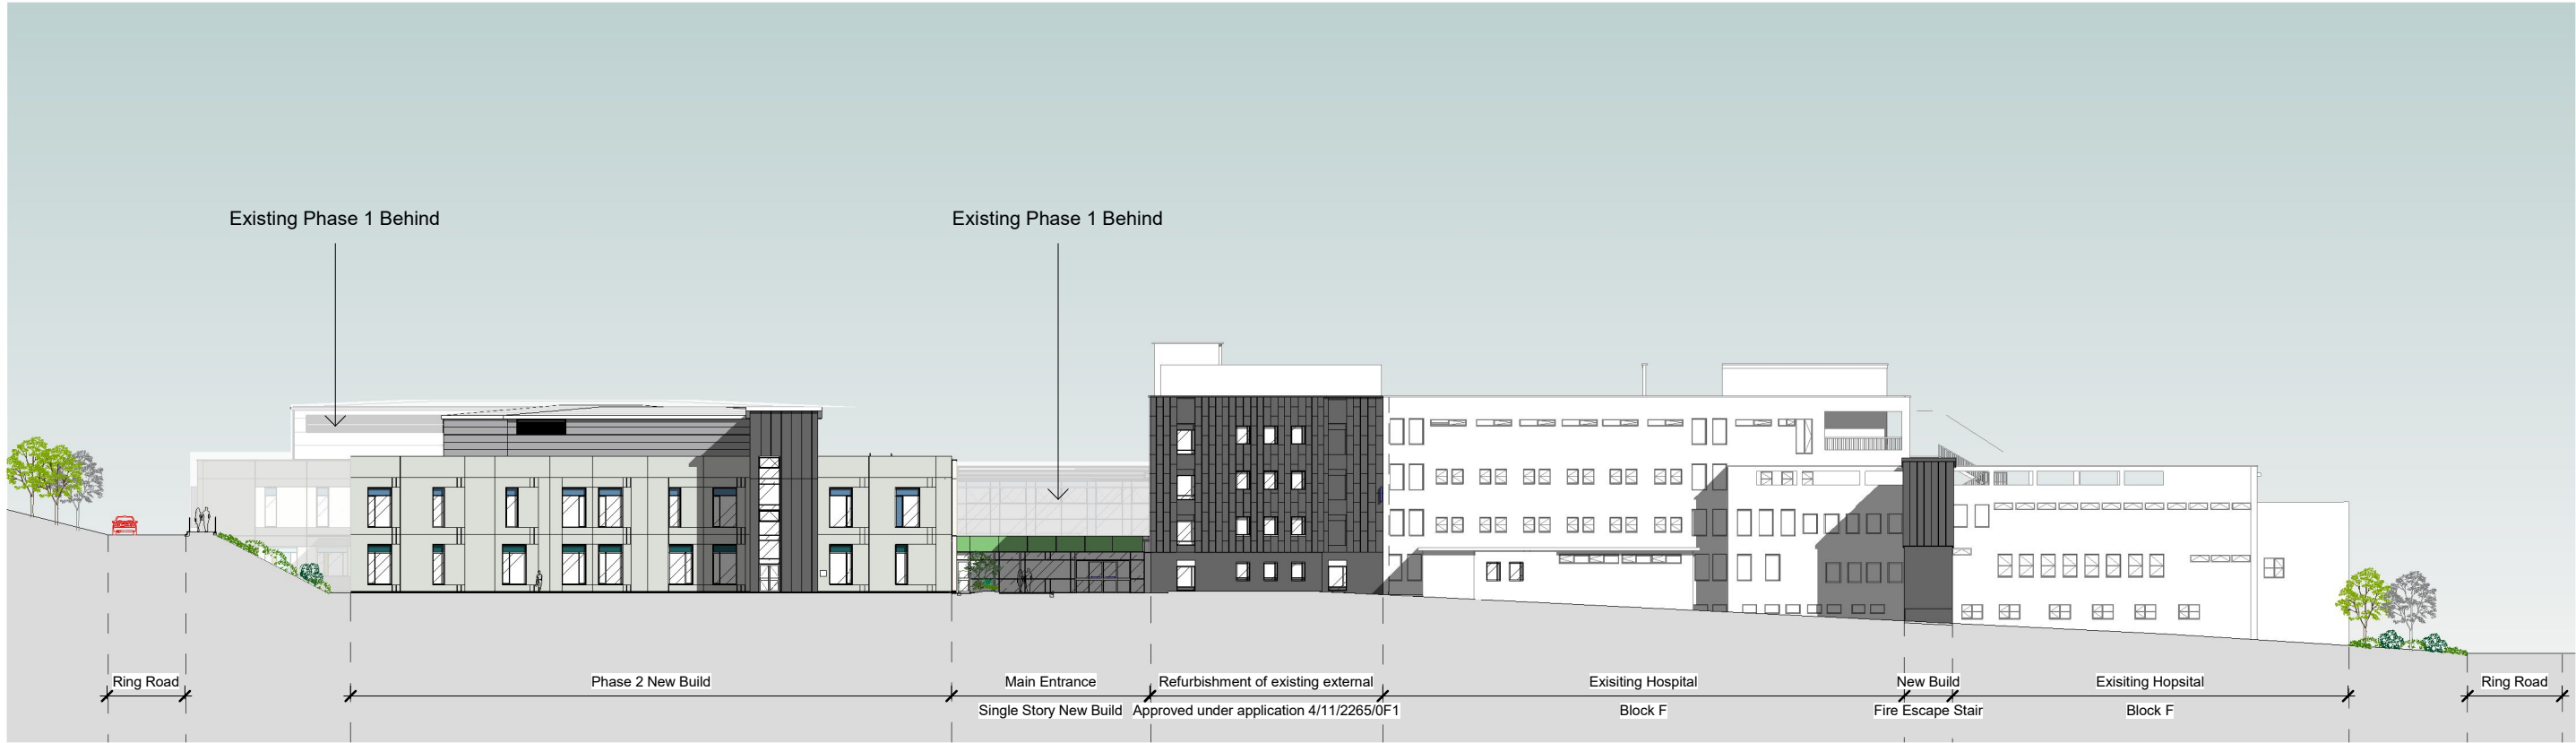 Existing Phase 1 Behind
Existing Phase 1 Behind
Ring Road
Phase 2 New Build
Main Entrance
Single Story New Build
Refurbishment of existing external
Approved under application 4/11/2265/0F1
Exisiting Hospital
Block F
New Build
Fire Escape Stair
Exisiting Hopsital
Block F
Ring Road